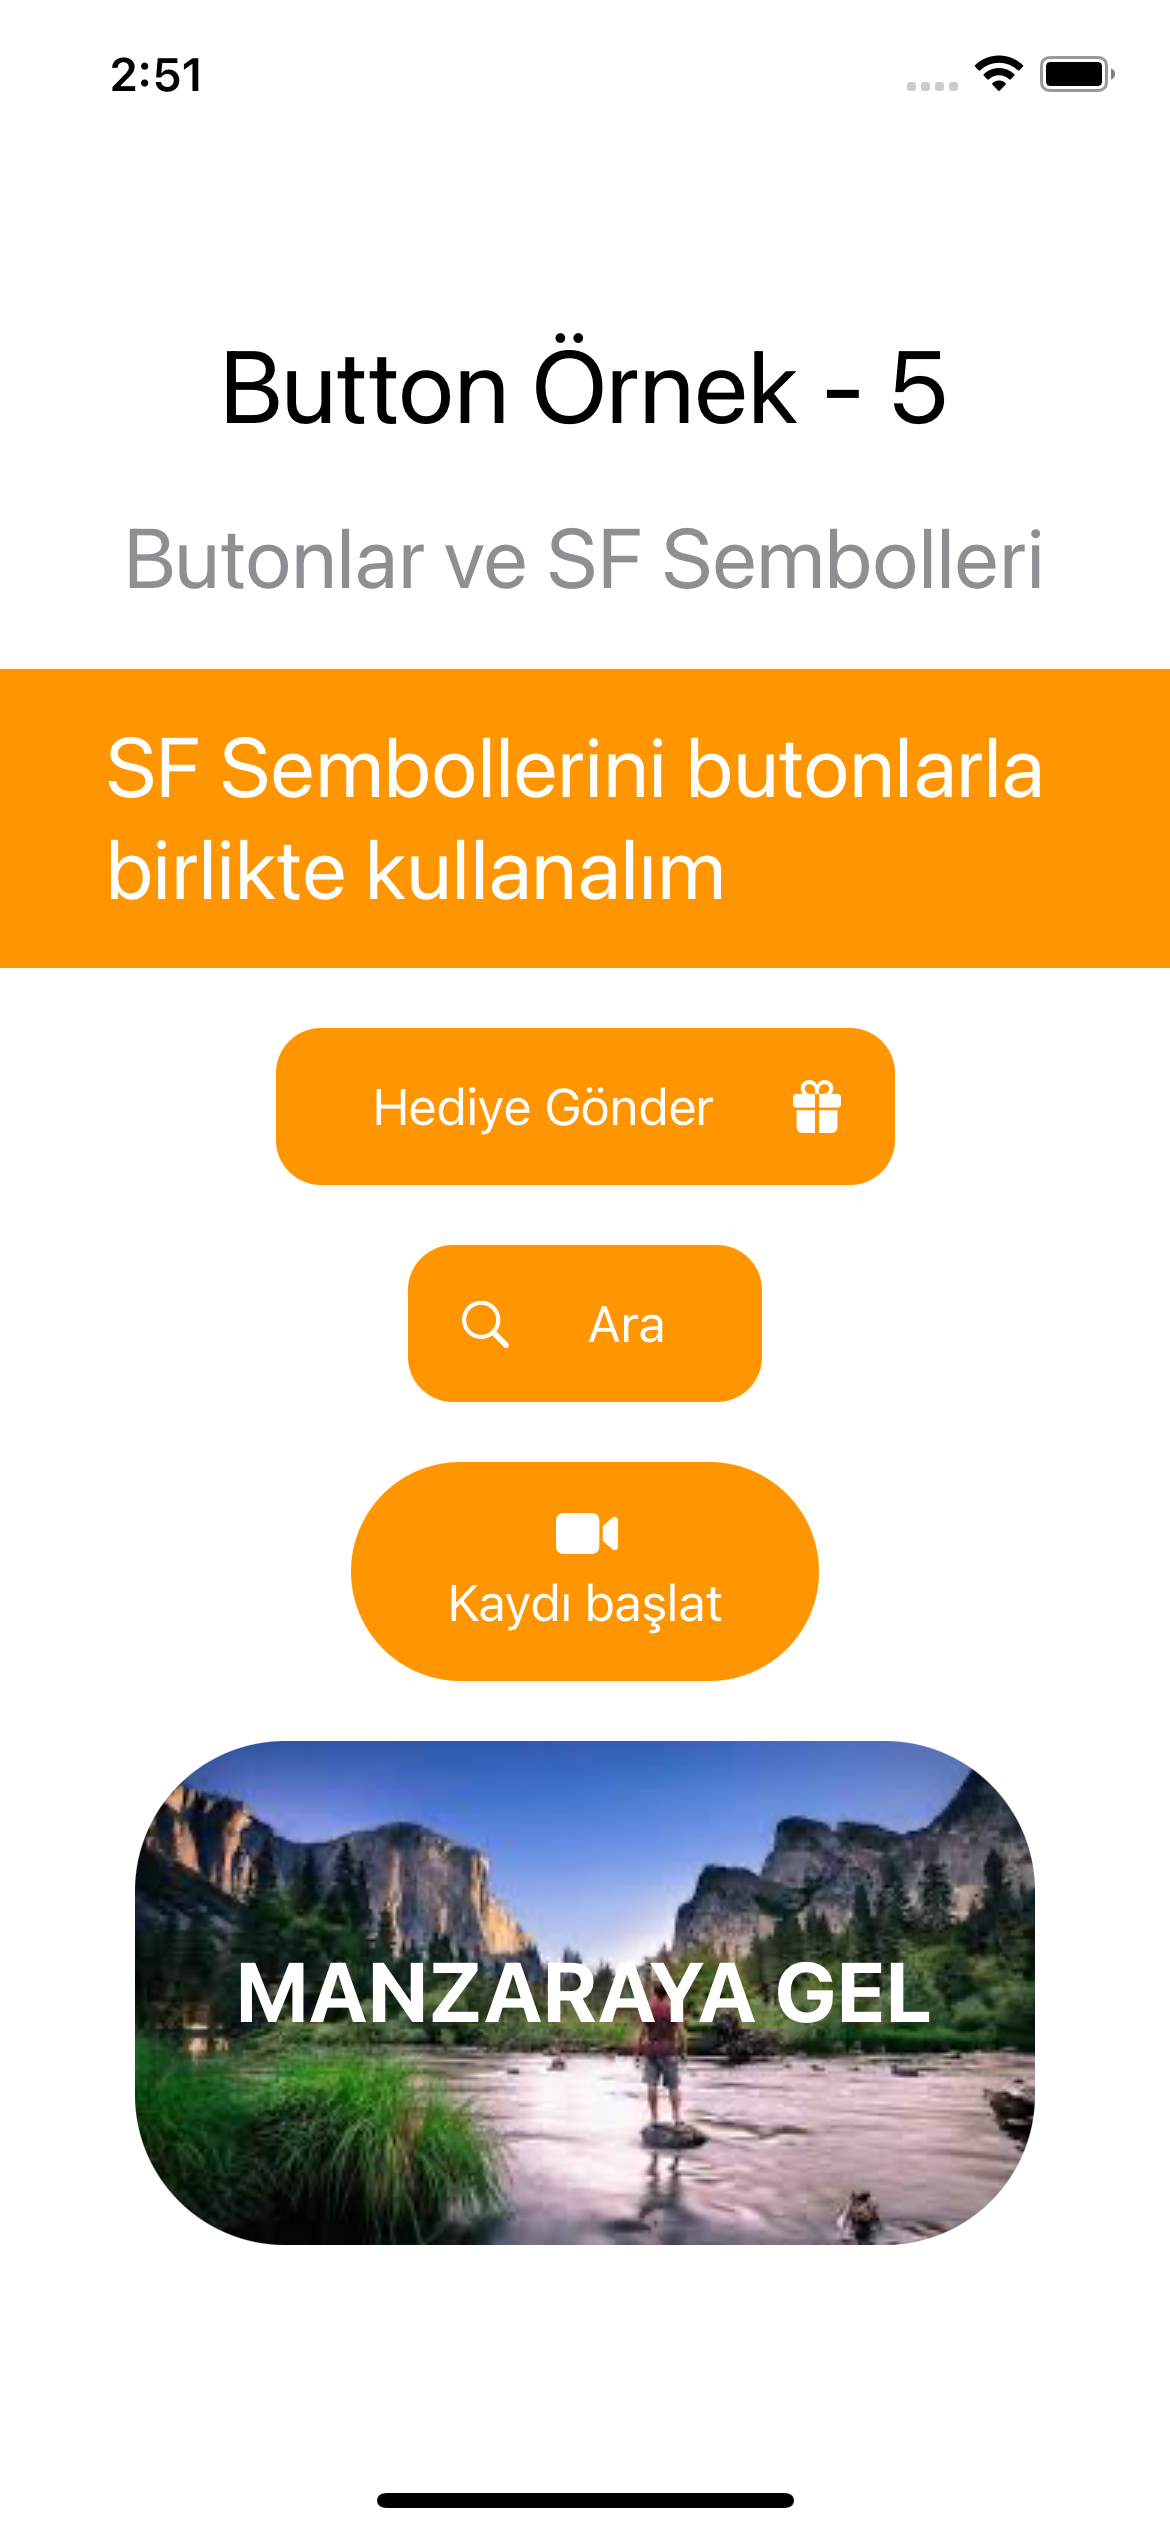 2:51
Button Örnek - 5
Butonlar ve SF Sembolleri
SF Sembollerini butonlarla
birlikte kullanalım
Hediye Gönder
Ara
Kaydı başlat
MANZARAYA GEL